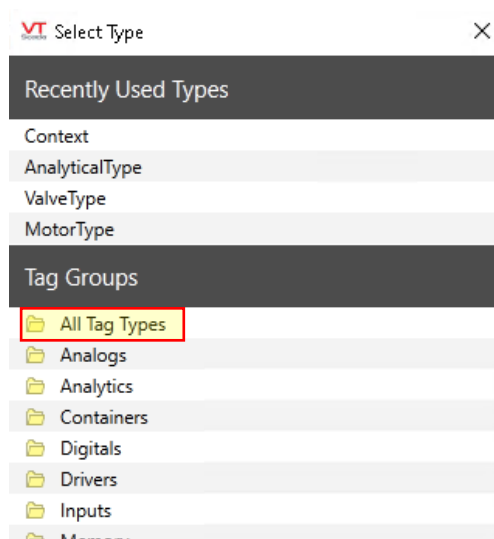 VT
Scada
Select Type
Recently Used Types
Context
AnalyticalType
ValveType
MotorType
Tag Groups
All Tag Types
Analogs
Analytics
Containers
Digitals
Drivers
Inputs